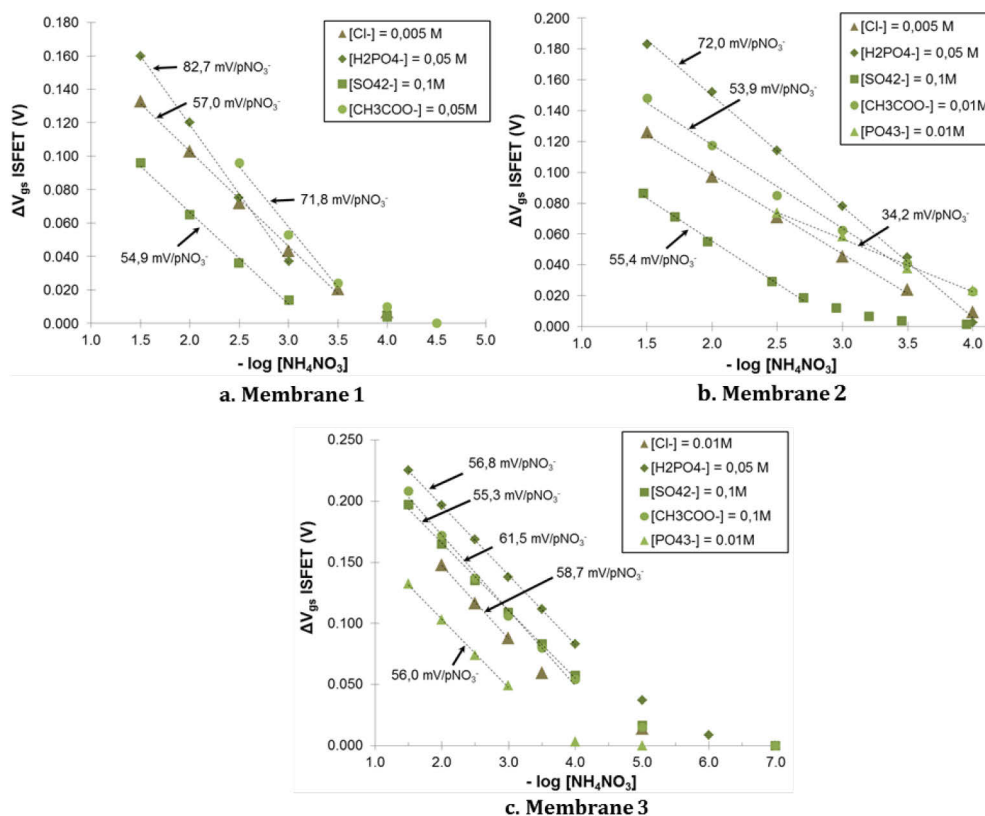 0.180
0.160
0.140
0.120
0.100
0.080
0.060
0.040
0.020
0.000
ΔVgs ISFET (V)
[Cl-] = 0,005 M
[H2PO4-] = 0,05 M
[SO42-] = 0,1M
[CH3COO-] = 0,05M
82,7 mV/pNO3-
57,0 mV/pNO3-
71,8 mV/pNO3-
54,9 mV/pNO3-
1.0 1.5 2.0 2.5 3.0 3.5 4.0 4.5 5.0
- log [NH4NO3]
a. Membrane 1
0.200
0.180
0.160
0.140
0.120
0.100
0.080
0.060
0.040
0.020
0.000
ΔVgs ISFET (V)
[Cl-] = 0,005 M
[H2PO4-] = 0,05 M
[SO42-] = 0,1M
[CH3COO-] = 0,01M
[PO43-] = 0.01M
72,0 mV/pNO3-
53,9 mV/pNO3-
34,2 mV/pNO3-
55,4 mV/pNO3-
1.0 1.5 2.0 2.5 3.0 3.5 4.0
- log [NH4NO3]
b. Membrane 2
0.250
0.200
0.150
0.100
0.050
0.000
ΔVgs ISFET (V)
[Cl-] = 0.01M
[H2PO4-] = 0,05 M
[SO42-] = 0,1M
[CH3COO-] = 0,1M
[PO43-] = 0.01M
56,8 mV/pNO3-
55,3 mV/pNO3-
61,5 mV/pNO3-
58,7 mV/pNO3-
56,0 mV/pNO3-
1.0 2.0 3.0 4.0 5.0 6.0 7.0
- log [NH4NO3]
c. Membrane 3